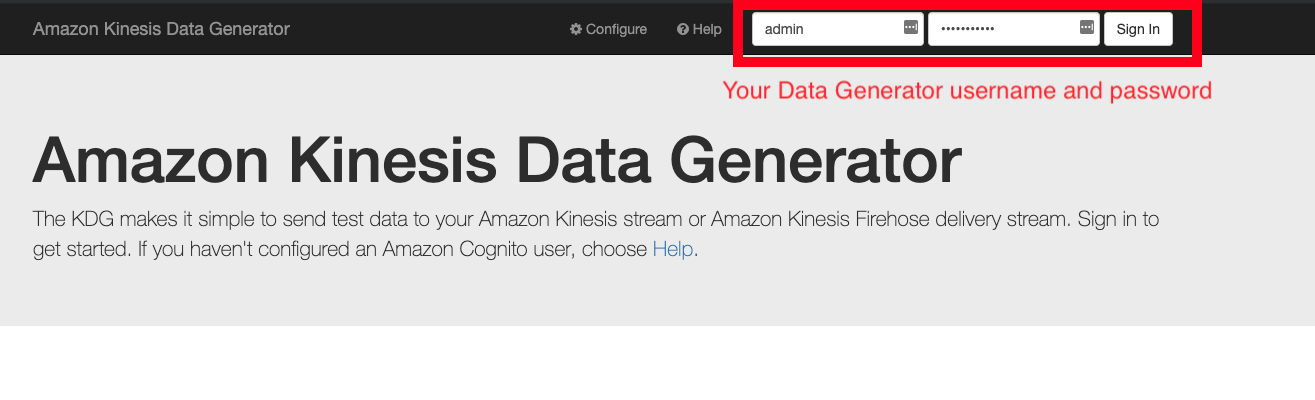 Amazon Kinesis Data Generator
Configure
Help
admin
•••••••••••
Sign In
Your Data Generator username and password
Amazon Kinesis Data Generator
The KDG makes it simple to send test data to your Amazon Kinesis stream or Amazon Kinesis Firehose delivery stream. Sign in to
get started. If you haven't configured an Amazon Cognito user, choose Help.